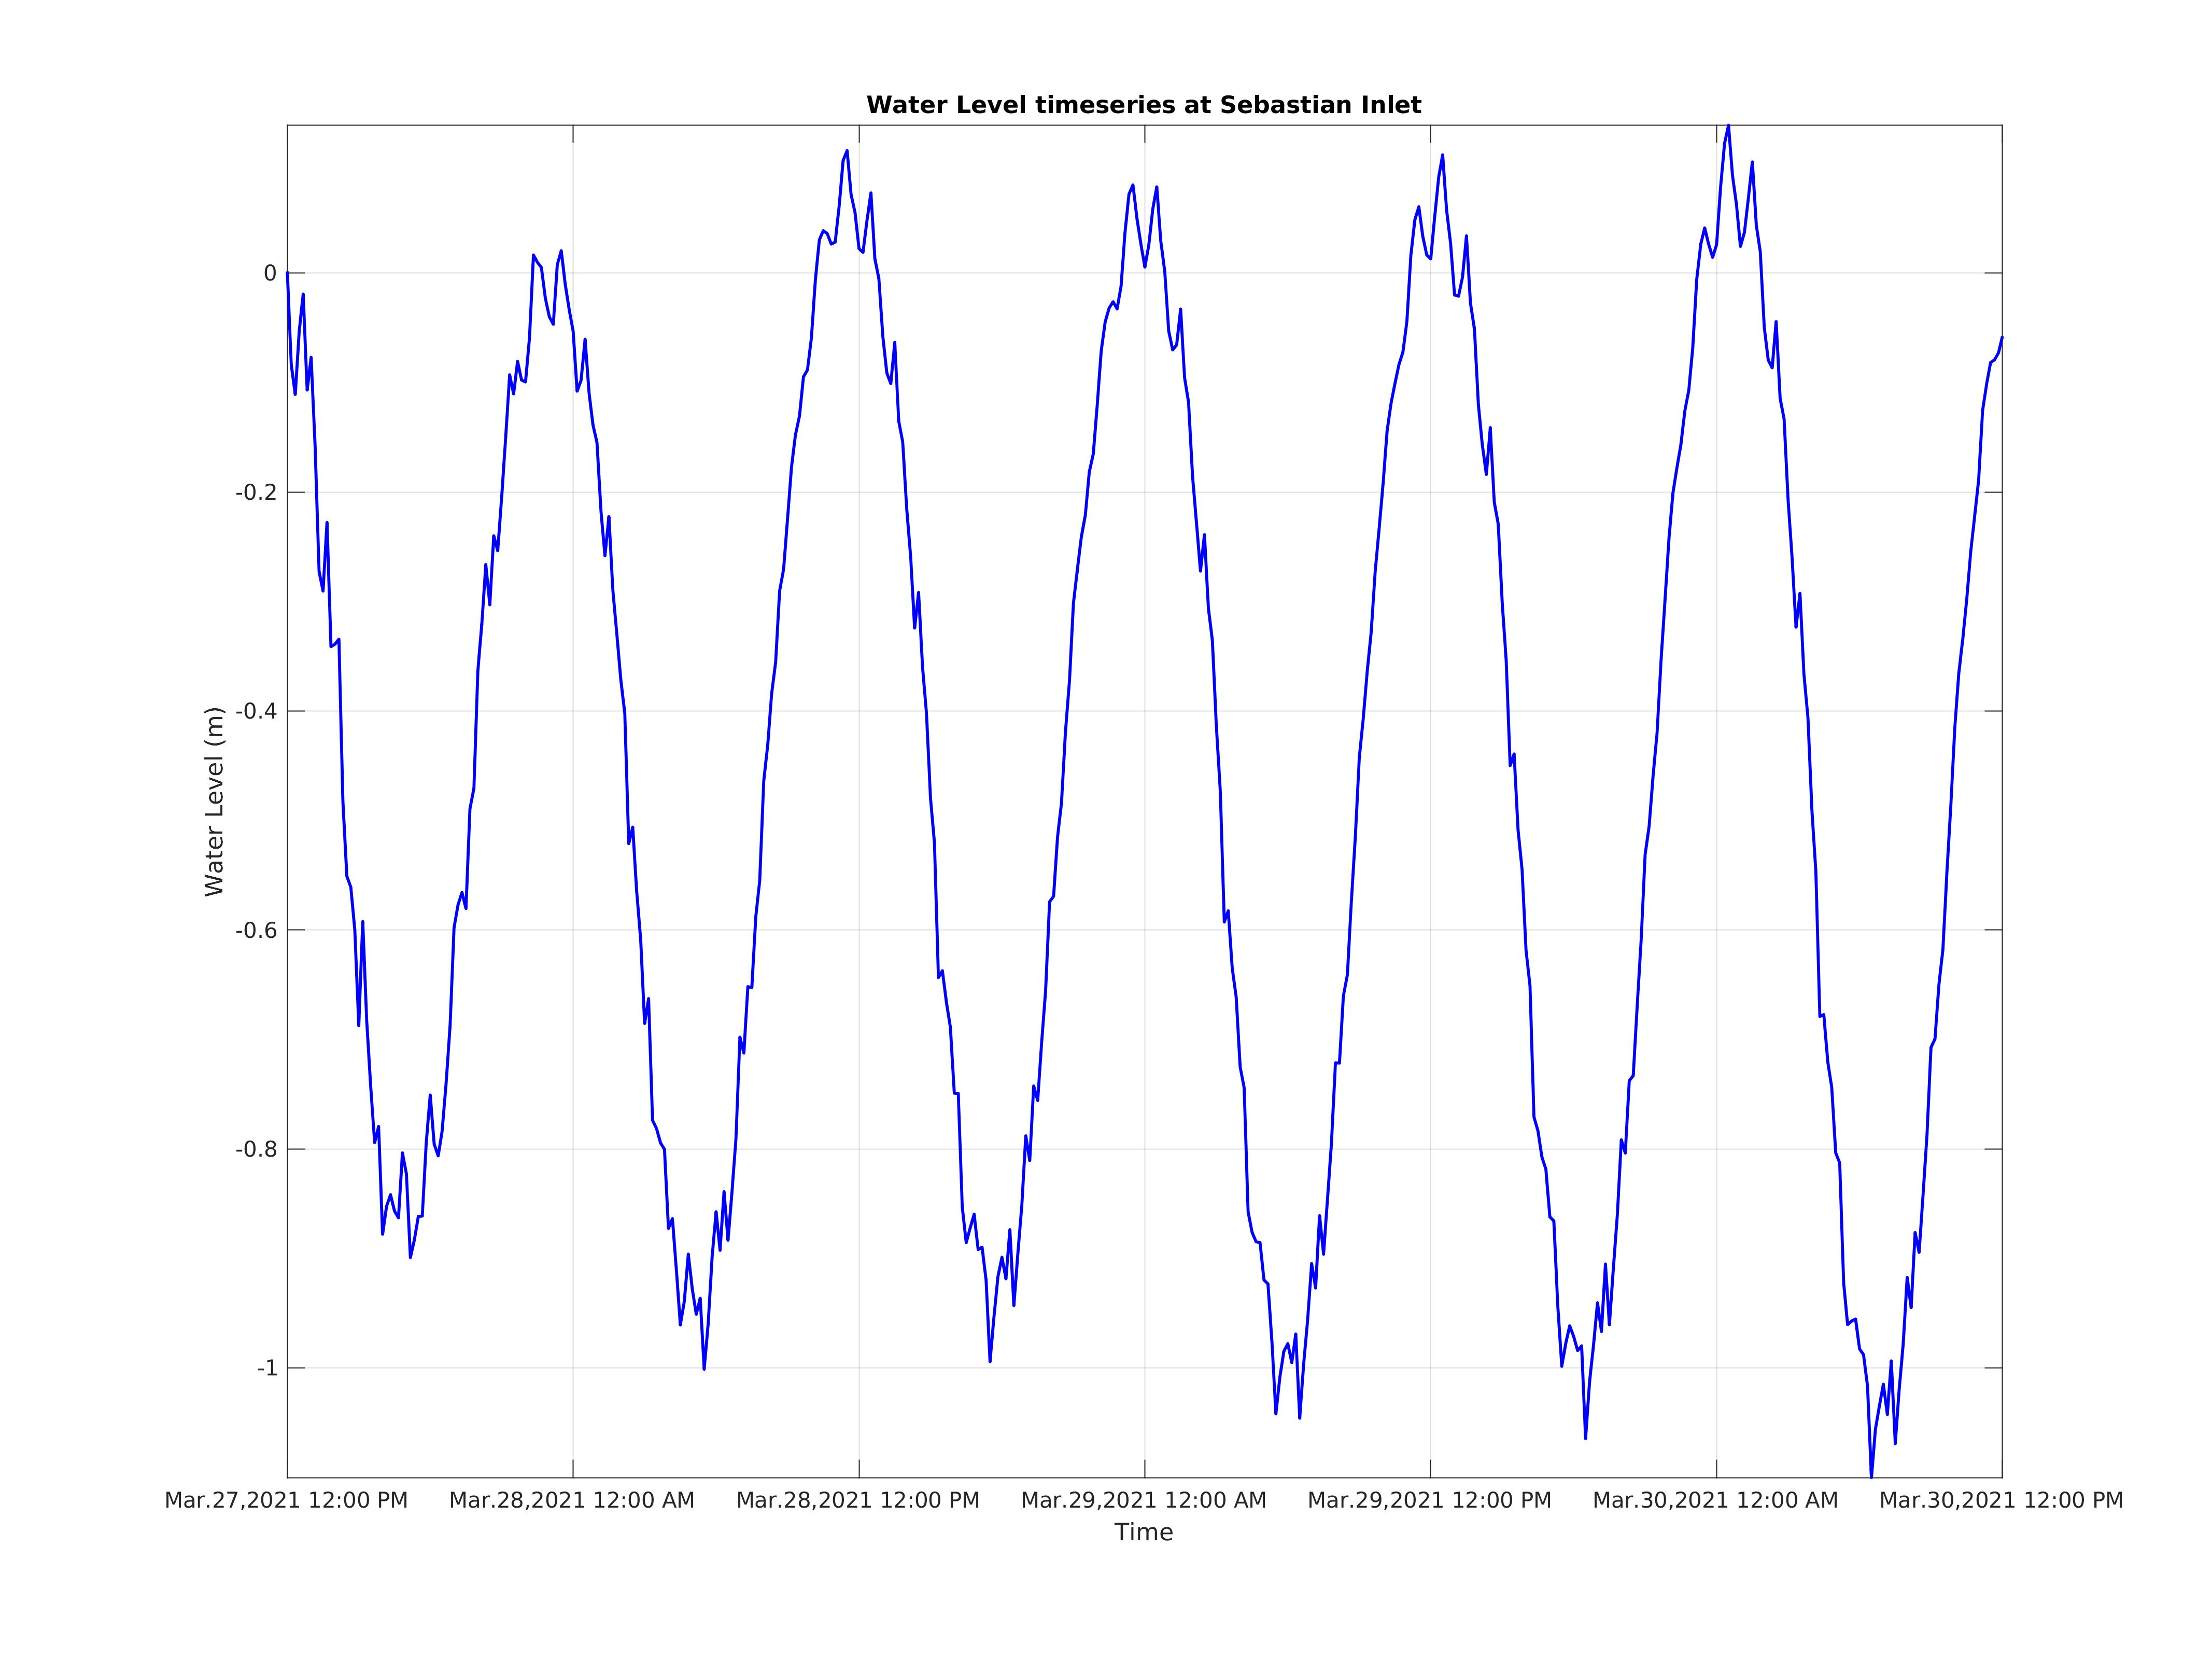 Water Level timeseries at Sebastian Inlet
0
-0.2
-0.4
-0.6
-0.8
-1
Water Level (m)
Mar.27,2021 12:00 PM
Mar.28,2021 12:00 AM
Mar.28,2021 12:00 PM
Mar.29,2021 12:00 AM
Mar.29,2021 12:00 PM
Mar.30,2021 12:00 AM
Mar.30,2021 12:00 PM
Time